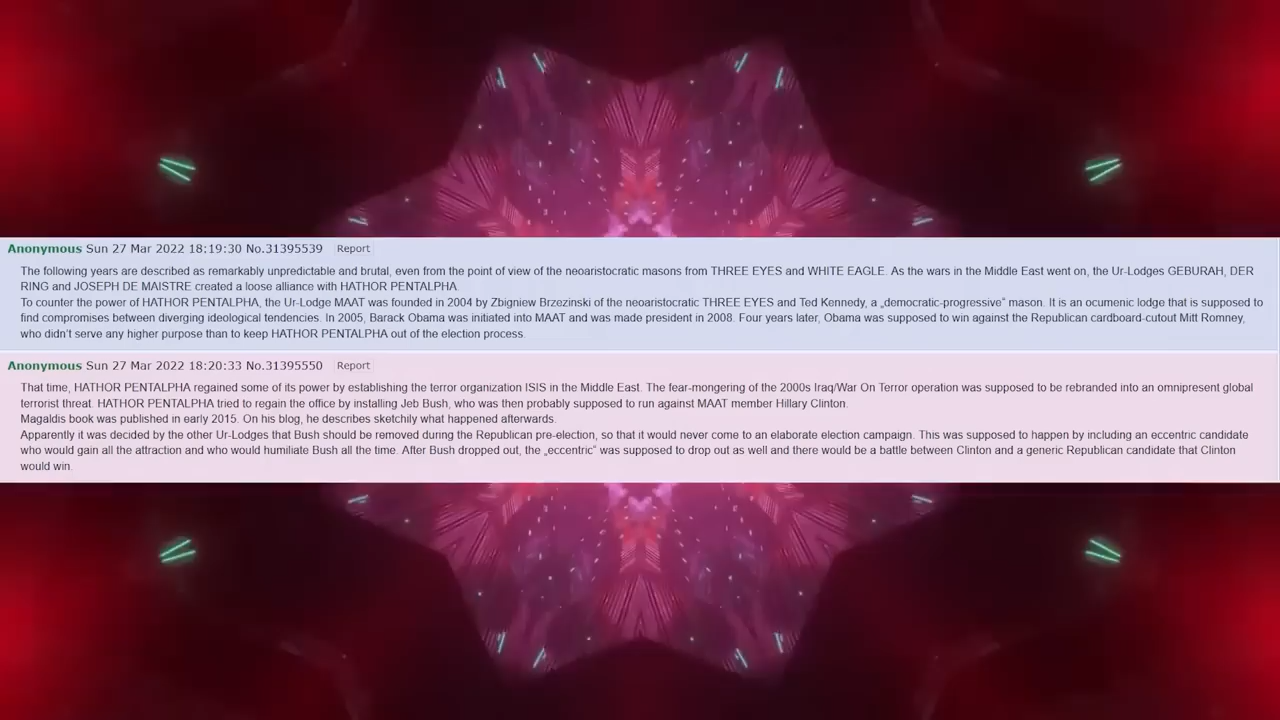 Anonymous Sun 27 Mar 2022 18:19:30 No.31395539 Report
The following years are described as remarkably unpredictable and brutal, even from the point of view of the neoaristocratic masons from THREE EYES and WHITE EAGLE. As the wars in the Middle East went on, the Ur-Lodges GEBURAH, DER
RING and JOSEPH DE MAISTRE created a loose alliance with HATHOR PENTALPHA.
To counter the power of HATHOR PENTALPHA, the Ur-Lodge MAAT was founded in 2004 by Zbigniew Brzezinski of the neoaristocratic THREE EYES and Ted Kennedy, a „democratic-progressive“ mason. It is an ocumenic lodge that is supposed to
find compromises between diverging ideological tendencies. In 2005, Barack Obama was initiated into MAAT and was made president in 2008. Four years later, Obama was supposed to win against the Republican cardboard-cutout Mitt Romney,
who didn’t serve any higher purpose than to keep HATHOR PENTALPHA out of the election process.
Anonymous Sun 27 Mar 2022 18:20:33 No.31395550 Report
That time, HATHOR PENTALPHA regained some of its power by establishing the terror organization ISIS in the Middle East. The fear-mongering of the 2000s Iraq/War On Terror operation was supposed to be rebranded into an omnipresent global
terrorist threat. HATHOR PENTALPHA tried to regain the office by installing Jeb Bush, who was then probably supposed to run against MAAT member Hillary Clinton.
Magaldis book was published in early 2015. On his blog, he describes sketchily what happened afterwards.
Apparently it was decided by the other Ur-Lodges that Bush should be removed during the Republican pre-election, so that it would never come to an elaborate election campaign. This was supposed to happen by including an eccentric candidate
who would gain all the attraction and who would humiliate Bush all the time. After Bush dropped out, the „eccentric“ was supposed to drop out as well and there would be a battle between Clinton and a generic Republican candidate that Clinton
would win.